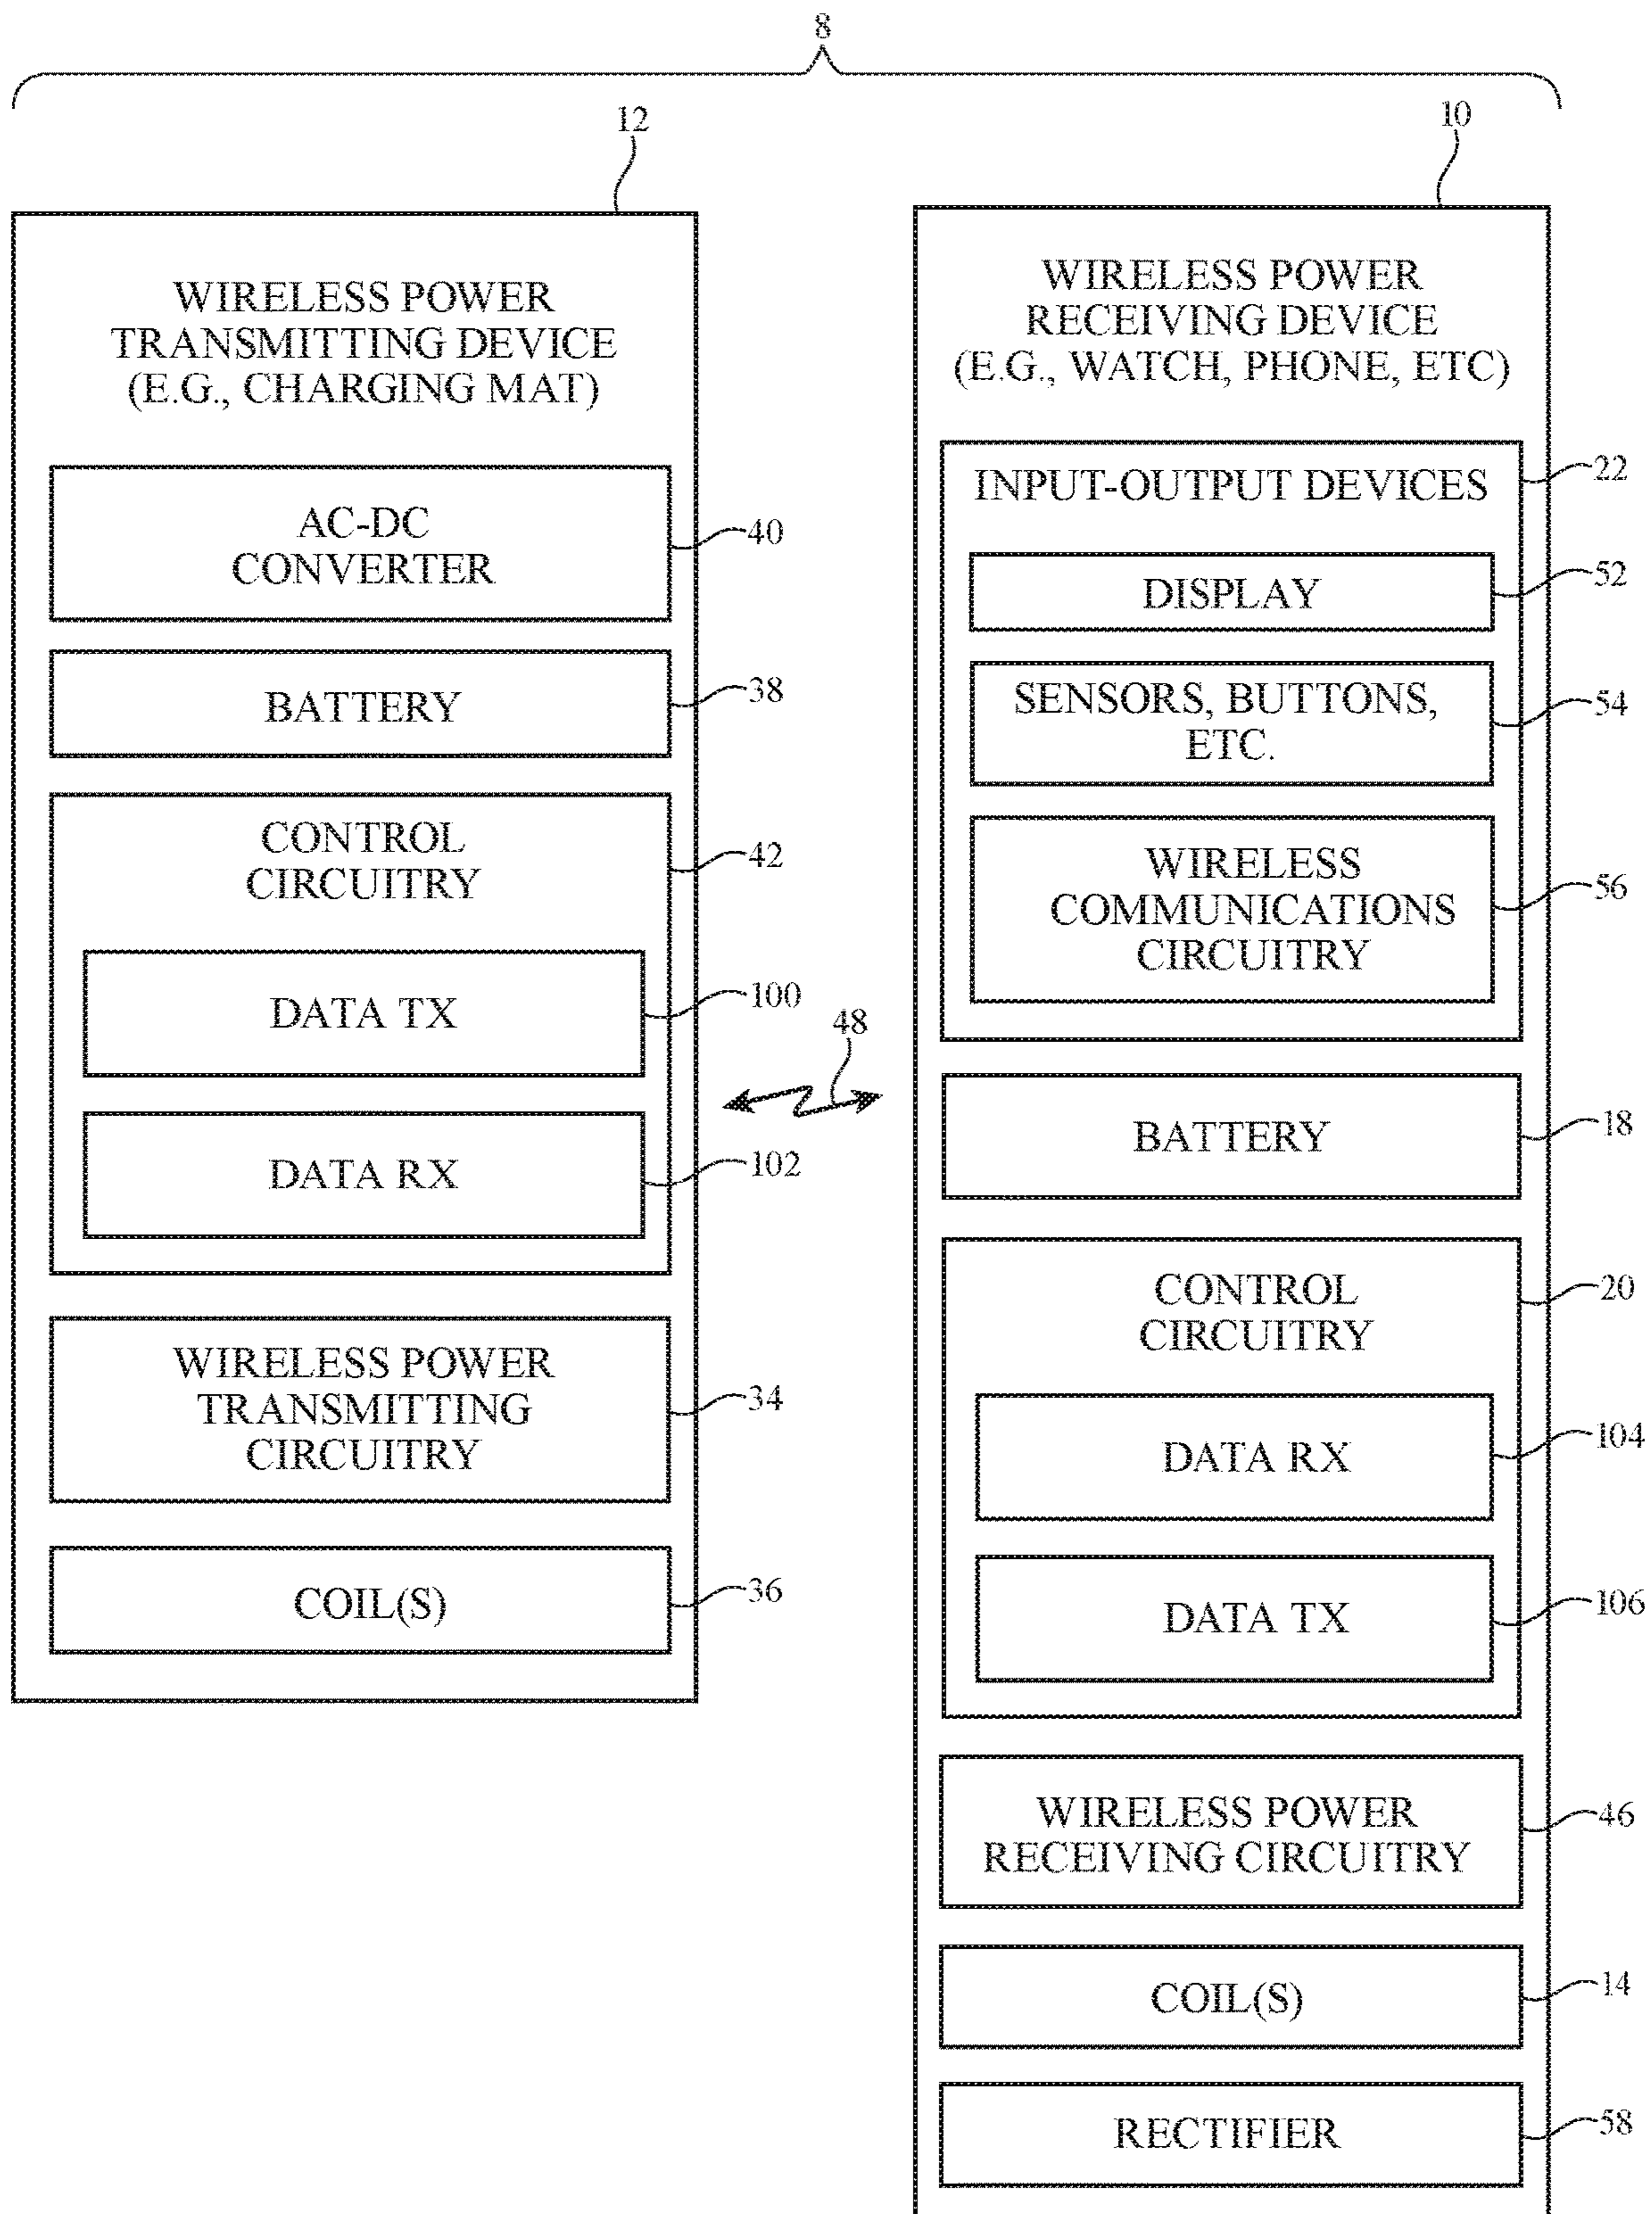 8
12
WIRELESS POWER
TRANSMITTING DEVICE
(E.G., CHARGING MAT)
AC-DC
CONVERTER
40
BATTERY
38
CONTROL
CIRCUITRY
42
DATA TX
100
DATA RX
102
WIRELESS POWER
TRANSMITTING
CIRCUITRY
34
COIL(S)
36
48
10
WIRELESS POWER
RECEIVING DEVICE
(E.G., WATCH, PHONE, ETC)
INPUT-OUTPUT DEVICES
22
DISPLAY
52
SENSORS, BUTTONS,
ETC.
54
WIRELESS
COMMUNICATIONS
CIRCUITRY
56
BATTERY
18
CONTROL
CIRCUITRY
20
DATA RX
104
DATA TX
106
WIRELESS POWER
RECEIVING CIRCUITRY
46
COIL(S)
14
RECTIFIER
58